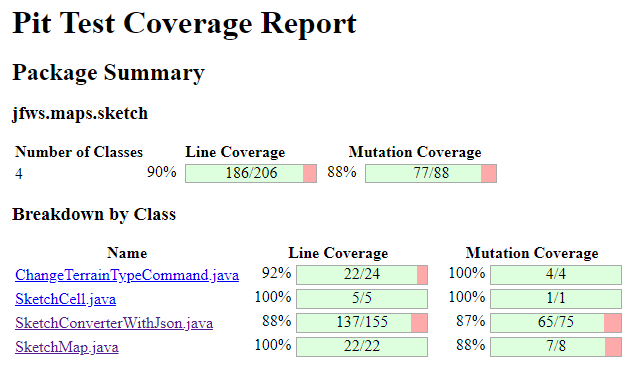 Pit Test Coverage Report
Package Summary
jfws.maps.sketch
Number of Classes Line Coverage Mutation Coverage
4 90% 186/206 88% 77/88
Breakdown by Class
Name Line Coverage Mutation Coverage
ChangeTerrainTypeCommand.java 92% 22/24 100% 4/4
SketchCell.java 100% 5/5 100% 1/1
SketchConverterWithJson.java 88% 137/155 87% 65/75
SketchMap.java 100% 22/22 88% 7/8